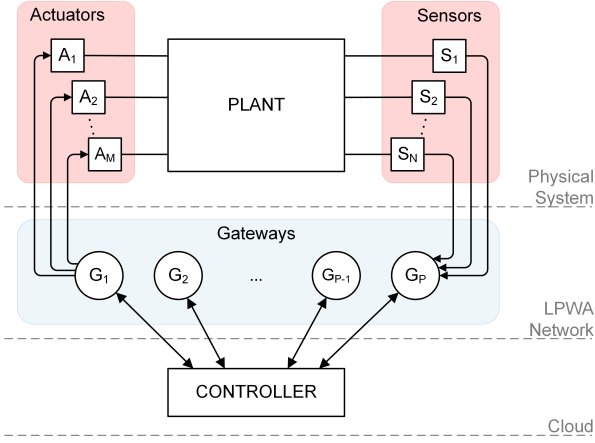 Actuators
Sensors
A1
S1
A2
S2
PLANT
AM
SN
Physical
System
Gateways
G1
G2
...
GP-1
GP
LPWA
Network
CONTROLLER
Cloud